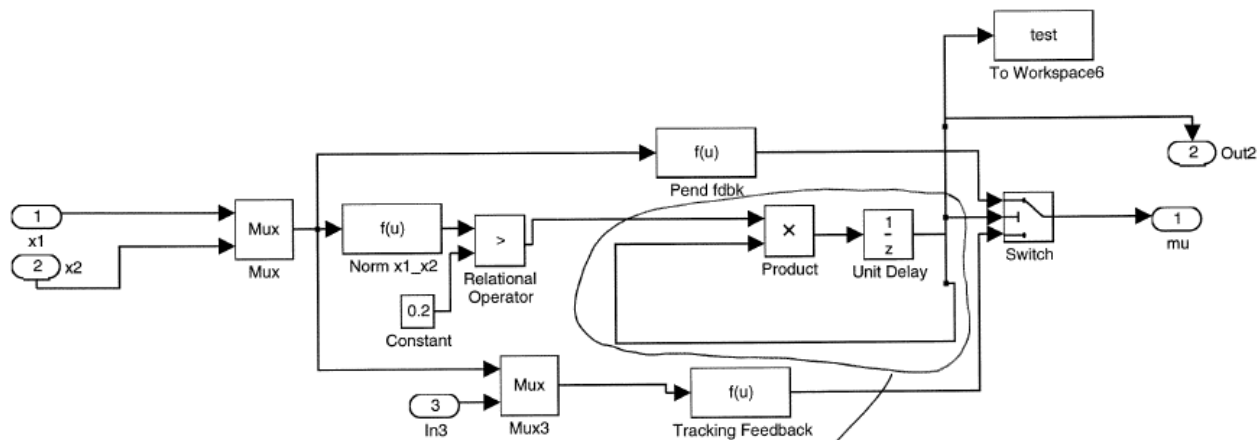 test
To Workspace6
f(u)
Pend fdbk
2
Out2
1
x1
2
x2
Mux
Mux
f(u)
Norm x1_x2
>
Relational
Operator
0.2
Constant
×
Product
1
z
Unit Delay
Switch
1
mu
3
In3
Mux
Mux3
f(u)
Tracking Feedback